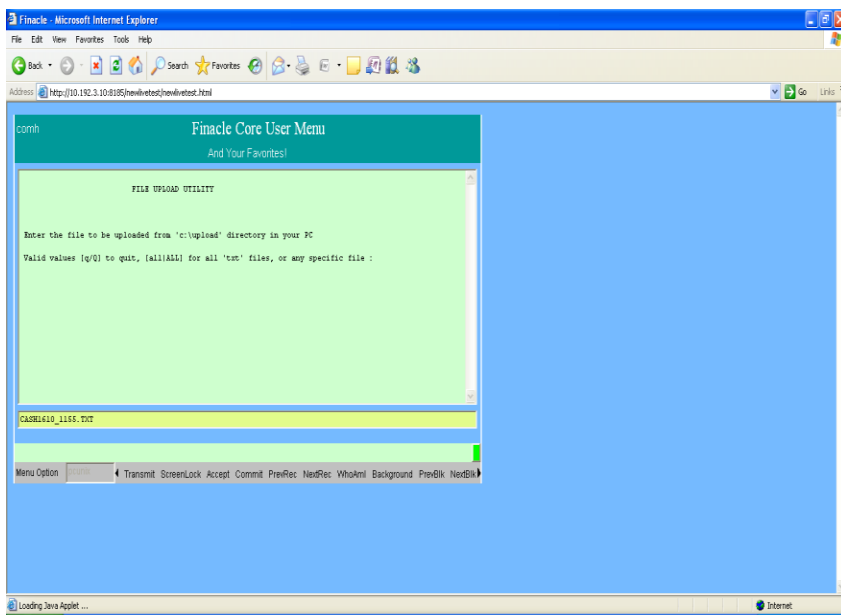 Finacle - Microsoft Internet Explorer
File Edit View Favorites Tools Help
Back Search Favorites
Address http://10.192.3.10:8185/newlivetest/newlivetest.html Go Links
comh Finacle Core User Menu
And Your Favorites!
FILE UPLOAD UTILITY
Enter the file to be uploaded from 'c:\upload' directory in your PC
Valid values [q/Q] to quit, [all|ALL] for all 'txt' files, or any specific file :
CASH1610_1155.TXT
Menu Option Transmit ScreenLock Accept Commit PrevRec NextRec WhoAmI Background PrevBlk NextBlk
Loading Java Applet ... Internet